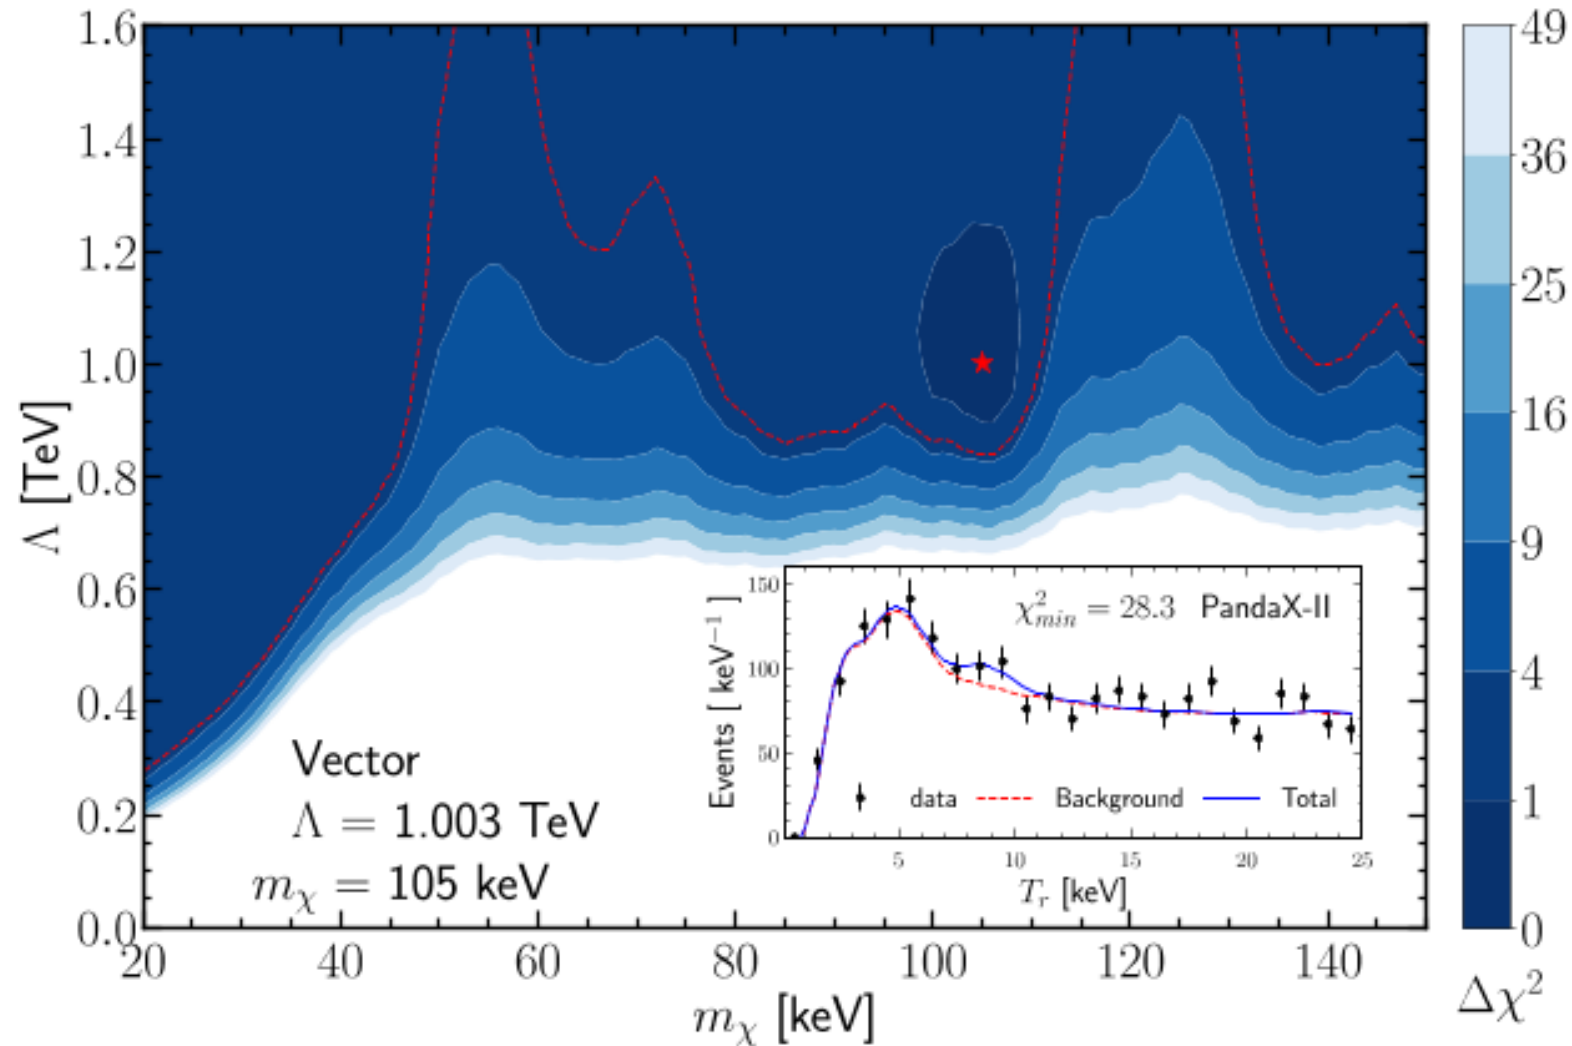 1.6
1.4
1.2
1.0
0.8
0.6
0.4
0.2
0.0
Λ [TeV]
20 40 60 80 100 120 140
m_χ [keV]
Vector
Λ = 1.003 TeV
m_χ = 105 keV
χ²_min = 28.3 PandaX-II
150
100
50
0
Events [ keV⁻¹ ]
data Background Total
5 10 15 20 25
T_r [keV]
49
36
25
16
9
4
1
0
Δχ²